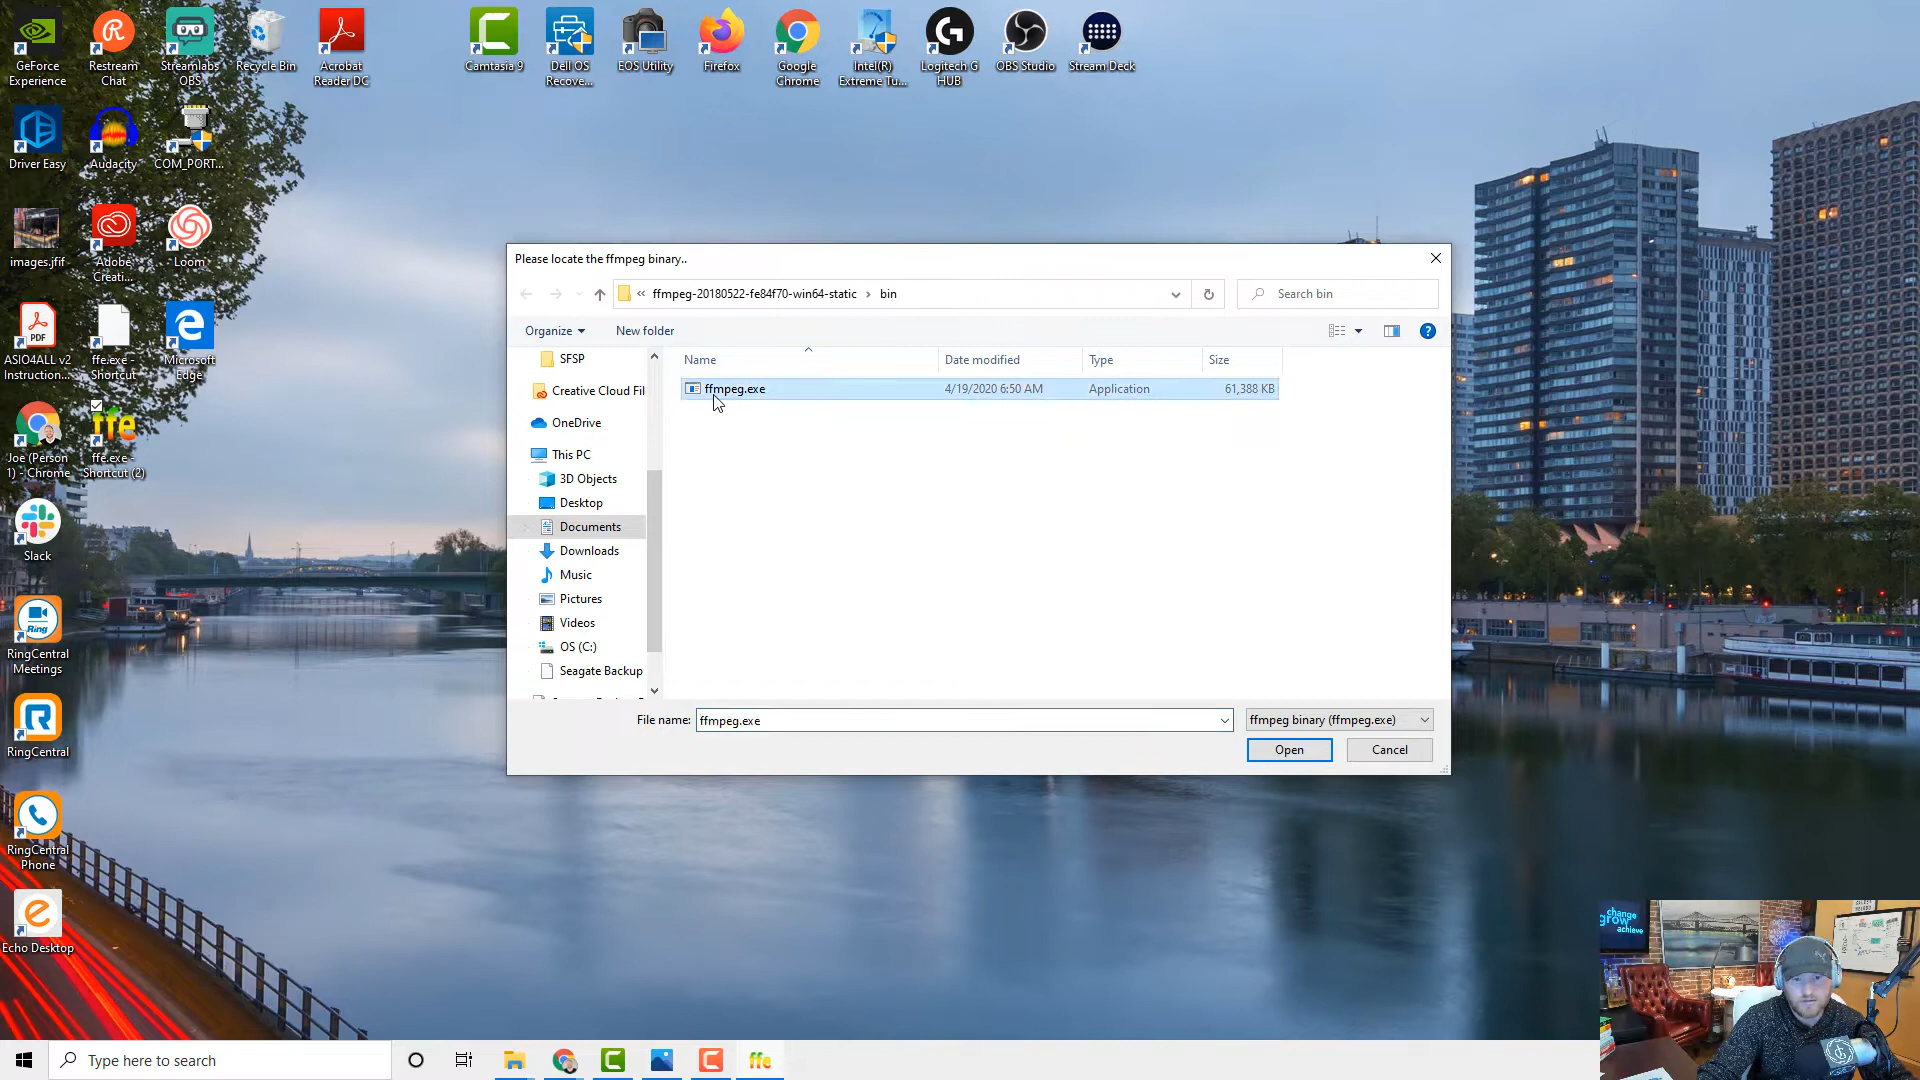 GeForce
Experience
Restream
Chat
Streamlabs
OBS
Recycle Bin
Acrobat
Reader DC
Camtasia 9
Dell OS
Recove...
EOS Utility
Firefox
Google
Chrome
Intel(R)
Extreme Tu...
Logitech G
HUB
OBS Studio
Stream Deck
Driver Easy
Audacity
COM_PORT...
images.jfif
Adobe
Creati...
Loom
PDF
ASIO4ALL v2
Instruction...
ffe.exe -
Shortcut
Microsoft
Edge
ffe
Joe (Person
1) - Chrome
ffe.exe -
Shortcut (2)
Slack
Ring
RingCentral
Meetings
RingCentral
RingCentral
Phone
Echo Desktop
Please locate the ffmpeg binary..
« ffmpeg-20180522-fe84f70-win64-static › bin
Search bin
Organize
New folder
Name Date modified Type Size
ffmpeg.exe 4/19/2020 6:50 AM Application 61,388 KB
SFSP
Creative Cloud Fil
OneDrive
This PC
3D Objects
Desktop
Documents
Downloads
Music
Pictures
Videos
OS (C:)
Seagate Backup
File name: ffmpeg.exe
ffmpeg binary (ffmpeg.exe)
Open
Cancel
change
grow
achieve
Type here to search
ffe